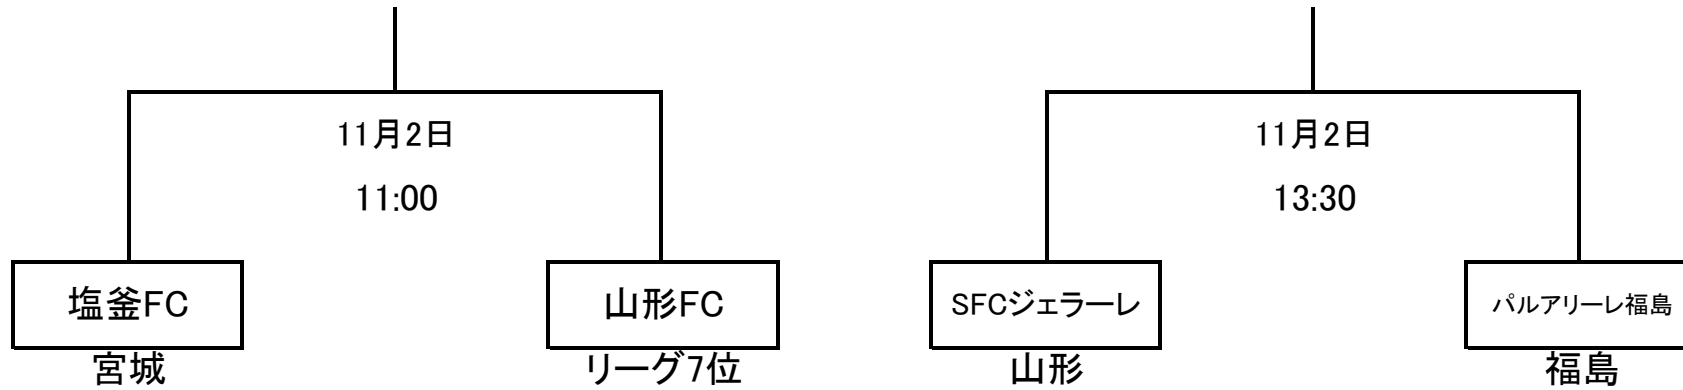 11月2日
11:00
塩釜FC
山形FC
宮城
リーグ7位
11月2日
13:30
SFCジェラーレ
パルアリーレ福島
山形
福島